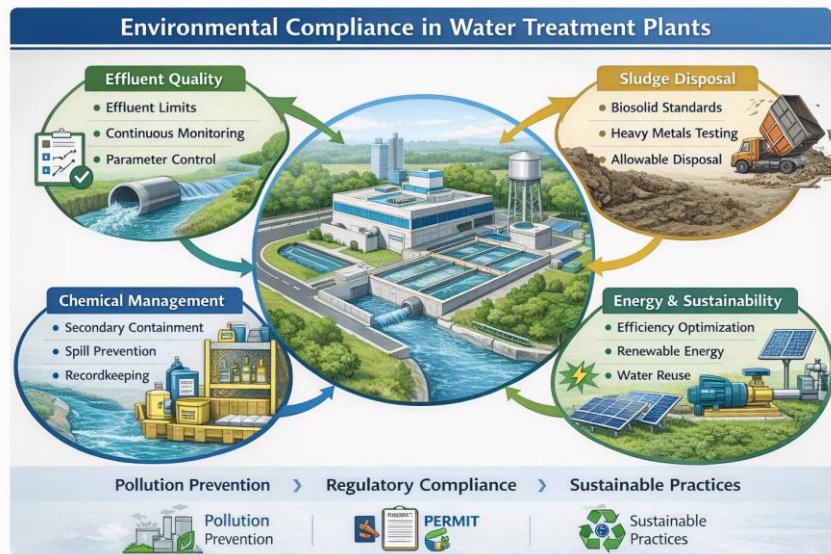 Environmental Compliance in Water Treatment Plants
Effluent Quality
Effluent Limits
Continuous Monitoring
Parameter Control
Sludge Disposal
Biosolid Standards
Heavy Metals Testing
Allowable Disposal
Chemical Management
Secondary Containment
Spill Prevention
Recordkeeping
Energy & Sustainability
Efficiency Optimization
Renewable Energy
Water Reuse
Pollution Prevention > Regulatory Compliance > Sustainable Practices
Pollution
Prevention
PERMIT
Sustainable
Practices